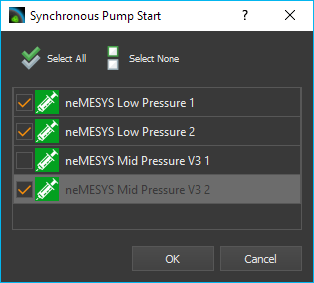 Synchronous Pump Start
Select All Select None
neMESYS Low Pressure 1
neMESYS Low Pressure 2
neMESYS Mid Pressure V3 1
neMESYS Mid Pressure V3 2
OK Cancel